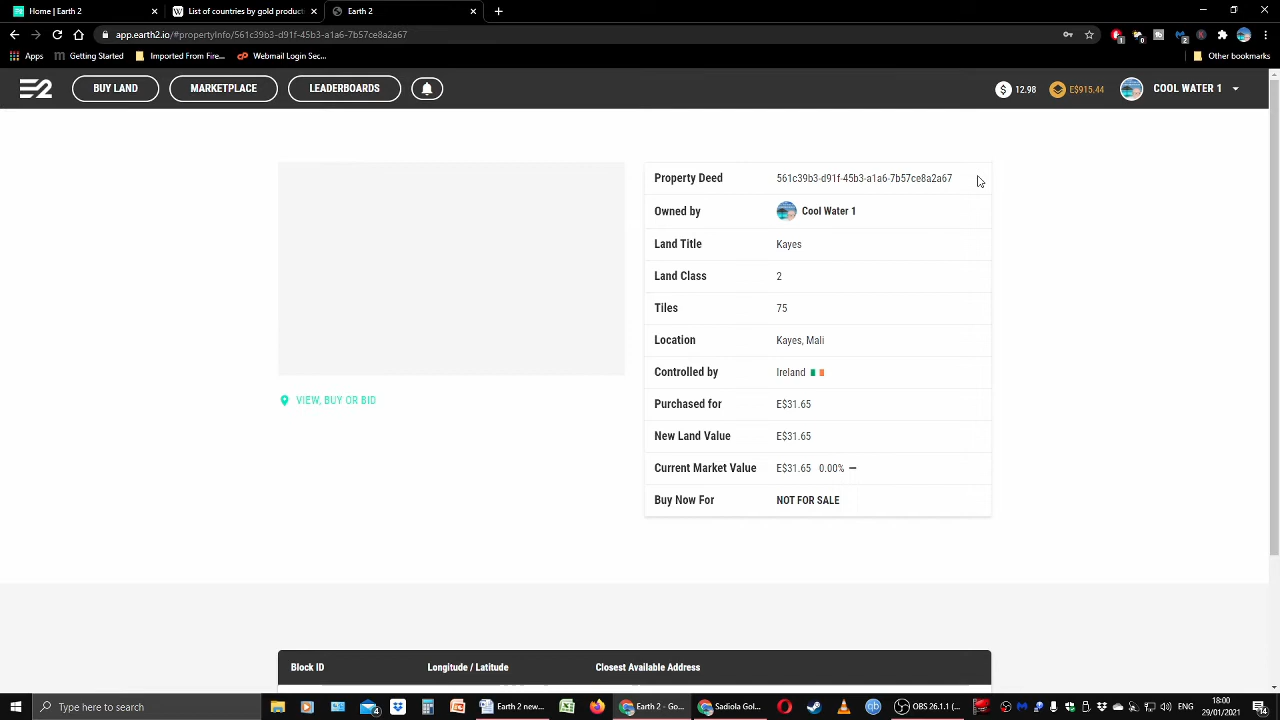 Home | Earth 2
List of countries by gold producti
Earth 2
app.earth2.io/#propertyInfo/561c39b3-d91f-45b3-a1a6-7b57ce8a2a67
Apps
Getting Started
Imported From Fire...
Webmail Login Sec...
Other bookmarks
BUY LAND
MARKETPLACE
LEADERBOARDS
12.98
E$915.44
COOL WATER 1
Property Deed 561c39b3-d91f-45b3-a1a6-7b57ce8a2a67
Owned by Cool Water 1
Land Title Kayes
Land Class 2
Tiles 75
Location Kayes, Mali
Controlled by Ireland
Purchased for E$31.65
New Land Value E$31.65
Current Market Value E$31.65 0.00%
Buy Now For NOT FOR SALE
VIEW, BUY OR BID
Block ID Longitude / Latitude Closest Available Address
Type here to search
Earth 2 new...
Earth 2 - Go...
Sadiola Gol...
OBS 26.1.1 (...
ENG
18:00
29/01/2021